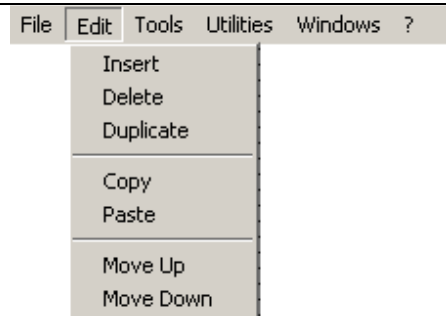 File Edit Tools Utilities Windows ?
Insert
Delete
Duplicate
Copy
Paste
Move Up
Move Down